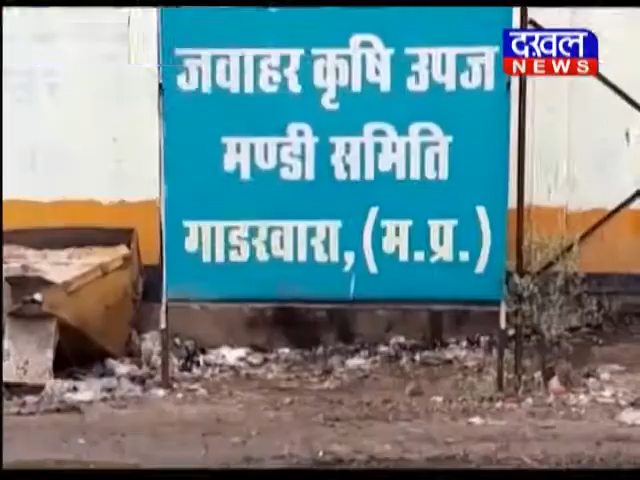 दखल
NEWS
जवाहर कृषि उपज
मण्डी समिति
गाडरवारा, (म.प्र.)